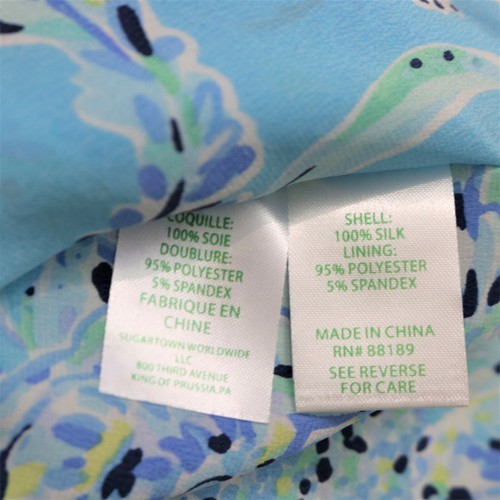 COQUILLE:
100% SOIE
DOUBLURE:
95% POLYESTER
5% SPANDEX
FABRIQUE EN
CHINE
SUGARTOWN WORLDWIDE
LLC
800 THIRD AVENUE
KING OF PRUSSIA,PA
SHELL:
100% SILK
LINING:
95% POLYESTER
5% SPANDEX
MADE IN CHINA
RN# 88189
SEE REVERSE
FOR CARE